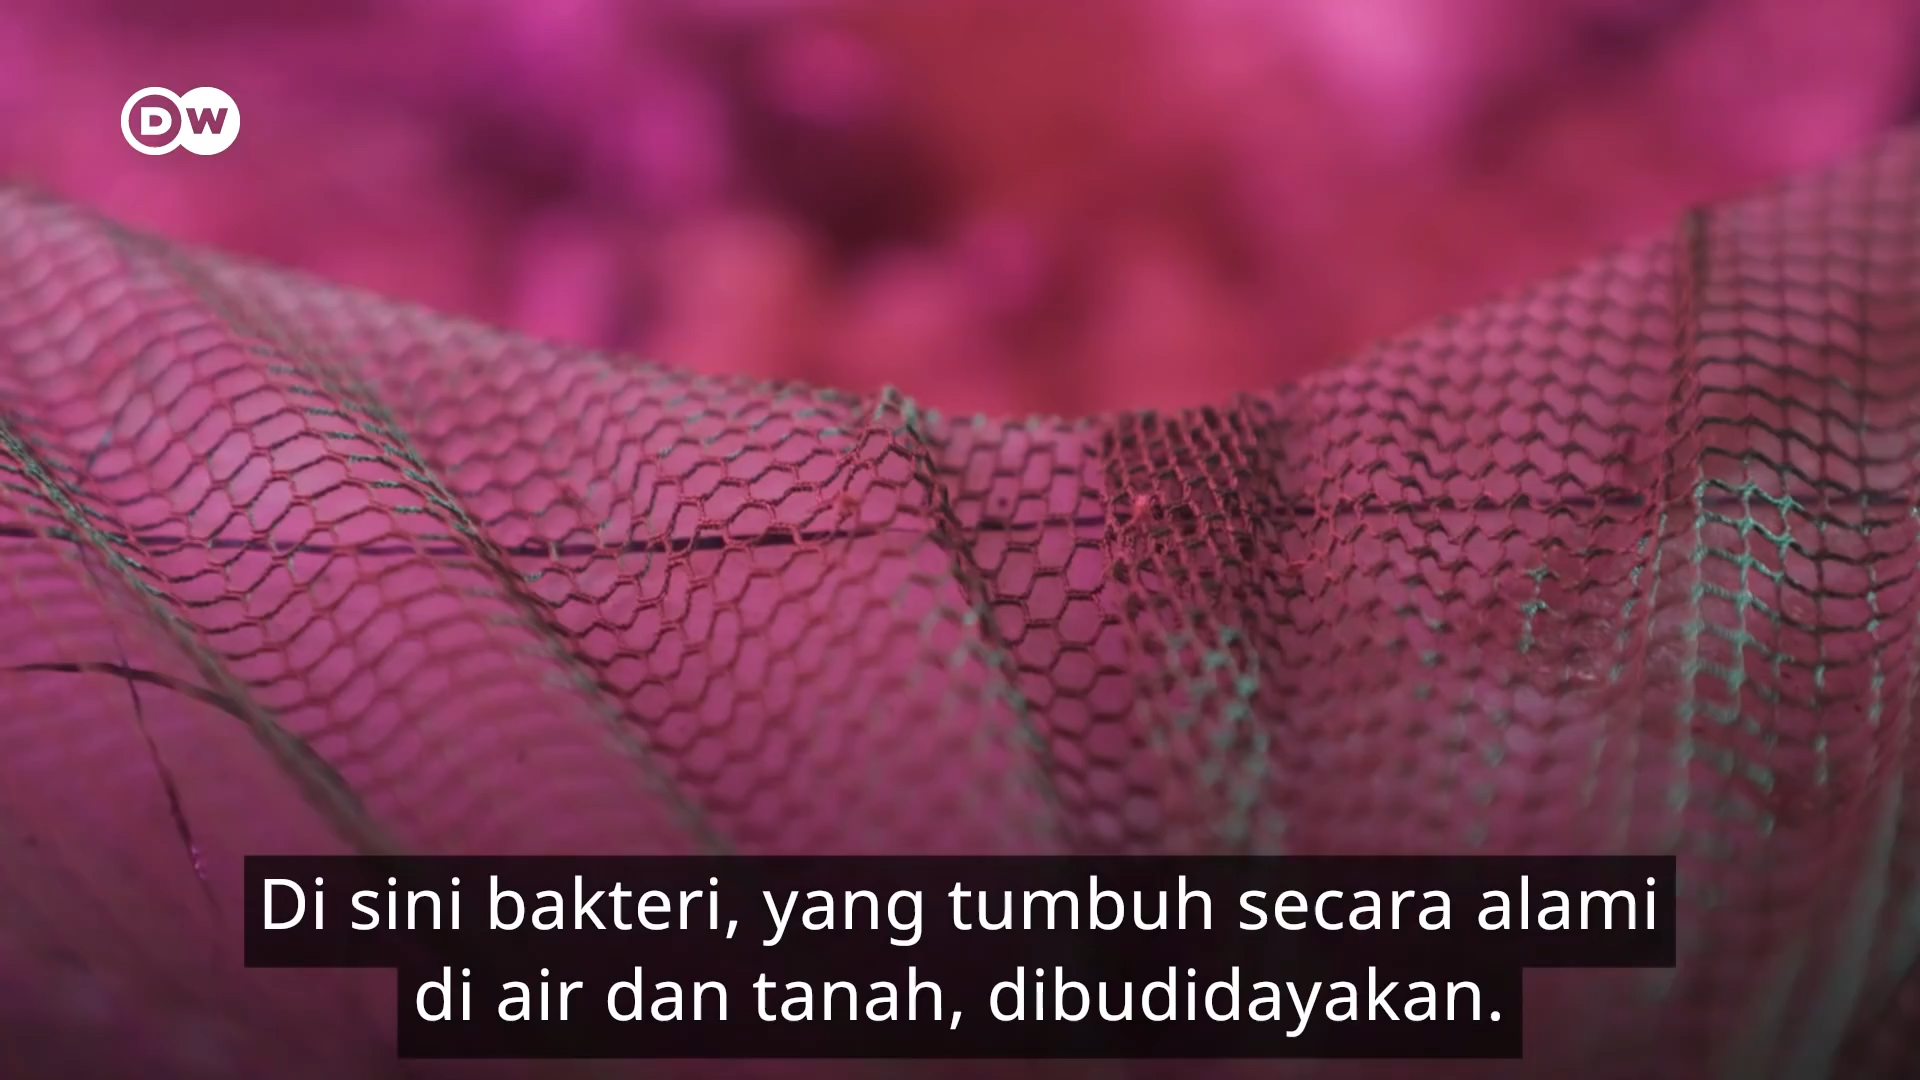 DW
Di sini bakteri, yang tumbuh secara alami
di air dan tanah, dibudidayakan.